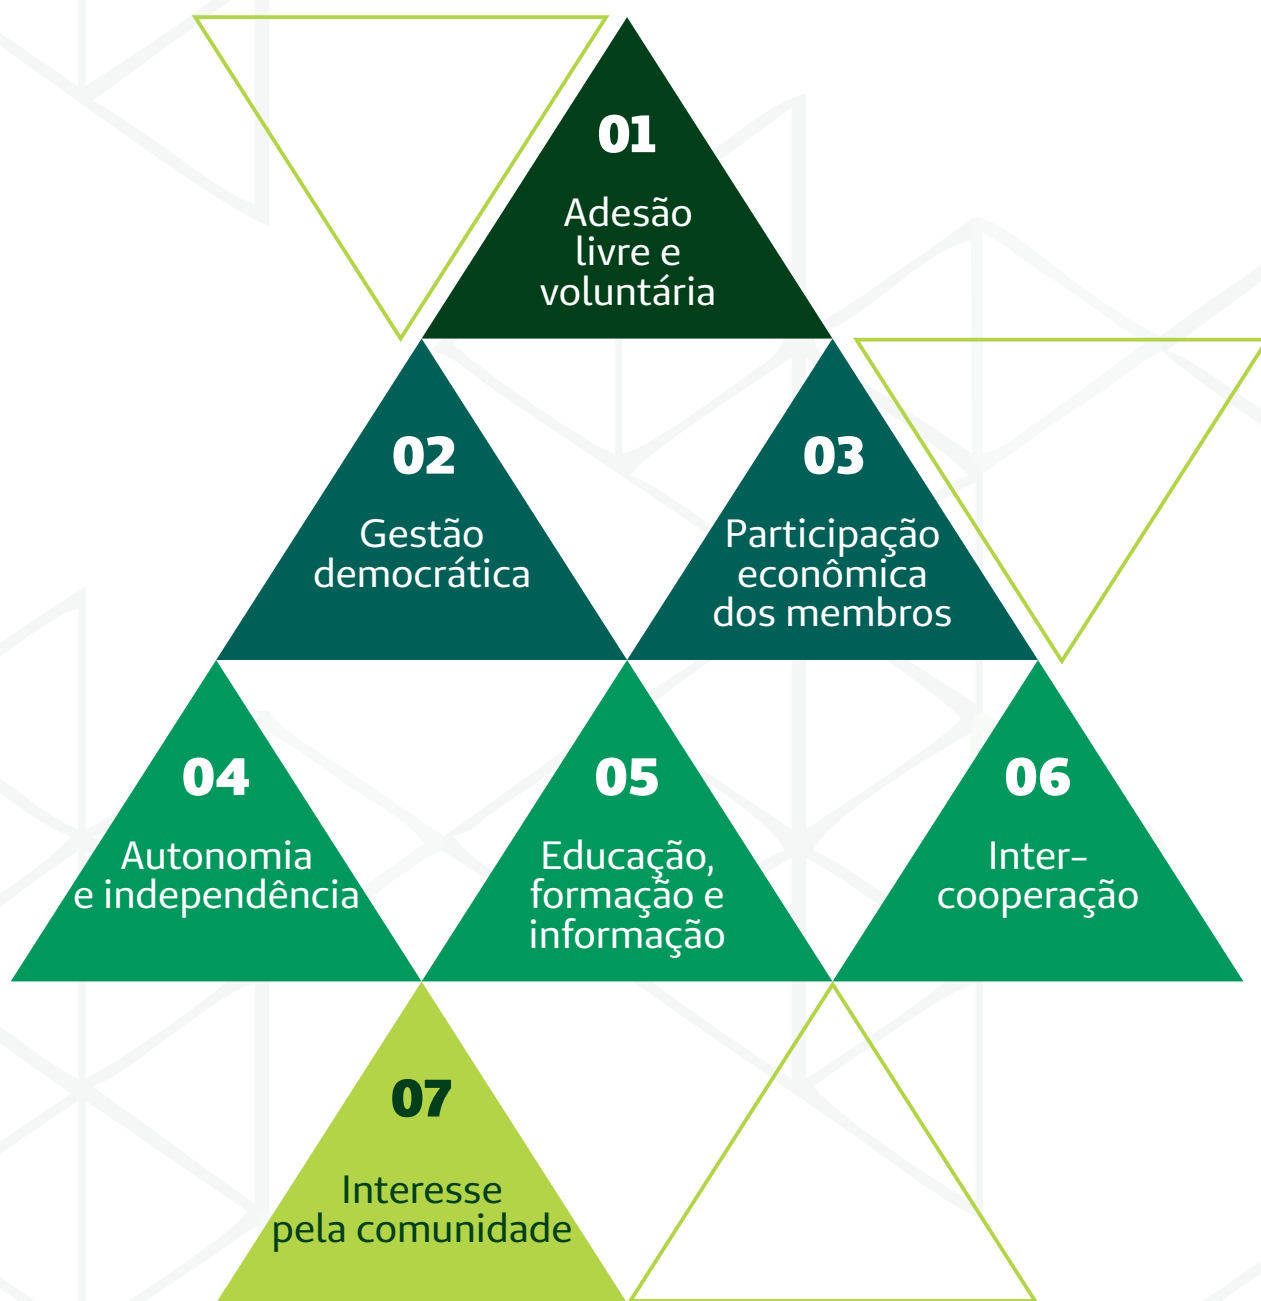 01
Adesão
livre e
voluntária
02
Gestão
democrática
03
Participação
econômica
dos membros
04
Autonomia
e independência
05
Educação,
formação e
informação
06
Inter-
cooperação
07
Interesse
pela comunidade